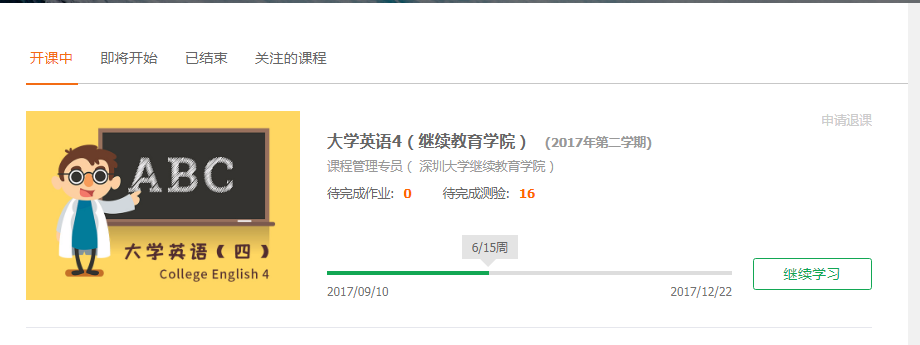 开课中 即将开始 已结束 关注的课程
申请退课
大学英语4（继续教育学院） (2017年第二学期)
课程管理专员（ 深圳大学继续教育学院 ）
待完成作业: 0 待完成测验: 16
ABC
大学英语（四）
College English 4
6/15周
继续学习
2017/09/10 2017/12/22